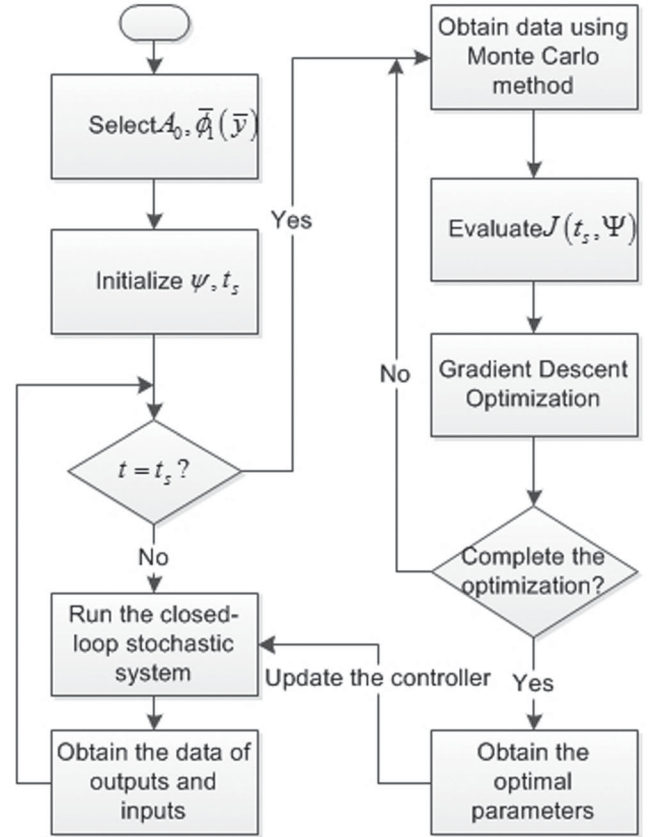 Select A₀, ϕ̄₁(ȳ)
Initialize ψ, tₛ
t = tₛ ?
No
Run the closed-
loop stochastic
system
Obtain the data of
outputs and
inputs
Yes
Obtain data using
Monte Carlo
method
Evaluate J(tₛ, Ψ)
Gradient Descent
Optimization
No
Complete the
optimization?
Yes
Obtain the
optimal
parameters
Update the controller